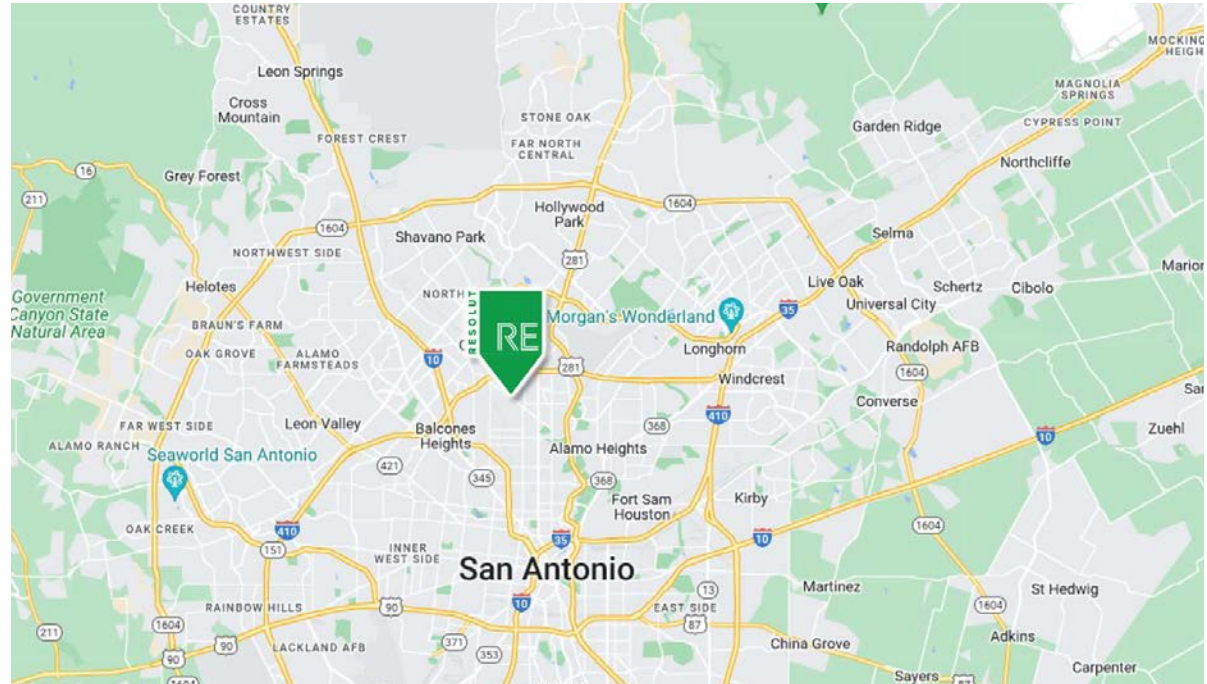 COUNTRY
ESTATES
Leon Springs
Cross
Mountain
FOREST CREST
STONE OAK
FAR NORTH
CENTRAL
Garden Ridge
MAGNOLIA
SPRINGS
CYPRESS POINT
Northcliffe
16
211
Grey Forest
1604
1604
Hollywood
Park
Shavano Park
281
NORTHWEST SIDE
Selma
Helotes
Live Oak
Schertz
Cibolo
Universal City
Government
Canyon State
Natural Area
NORTH
RESOLUT
RE
Morgan's Wonderland
35
BRAUN'S FARM
OAK GROVE
ALAMO
FARMSTEADS
10
281
Longhorn
Windcrest
Randolph AFB
1604
Converse
FAR WEST SIDE
ALAMO RANCH
Leon Valley
Balcones
Heights
368
410
10
Zuehl
Seaworld San Antonio
421
345
Alamo Heights
368
Fort Sam
Houston
Kirby
OAK CREEK
410
151
INNER
WEST SIDE
35
10
1604
San Antonio
10
13
Martinez
St Hedwig
RAINBOW HILLS
90
EAST SIDE
87
1604
211
1604
90
90
LACKLAND AFB
371
353
China Grove
Adkins
Sayers
87
Carpenter
1604